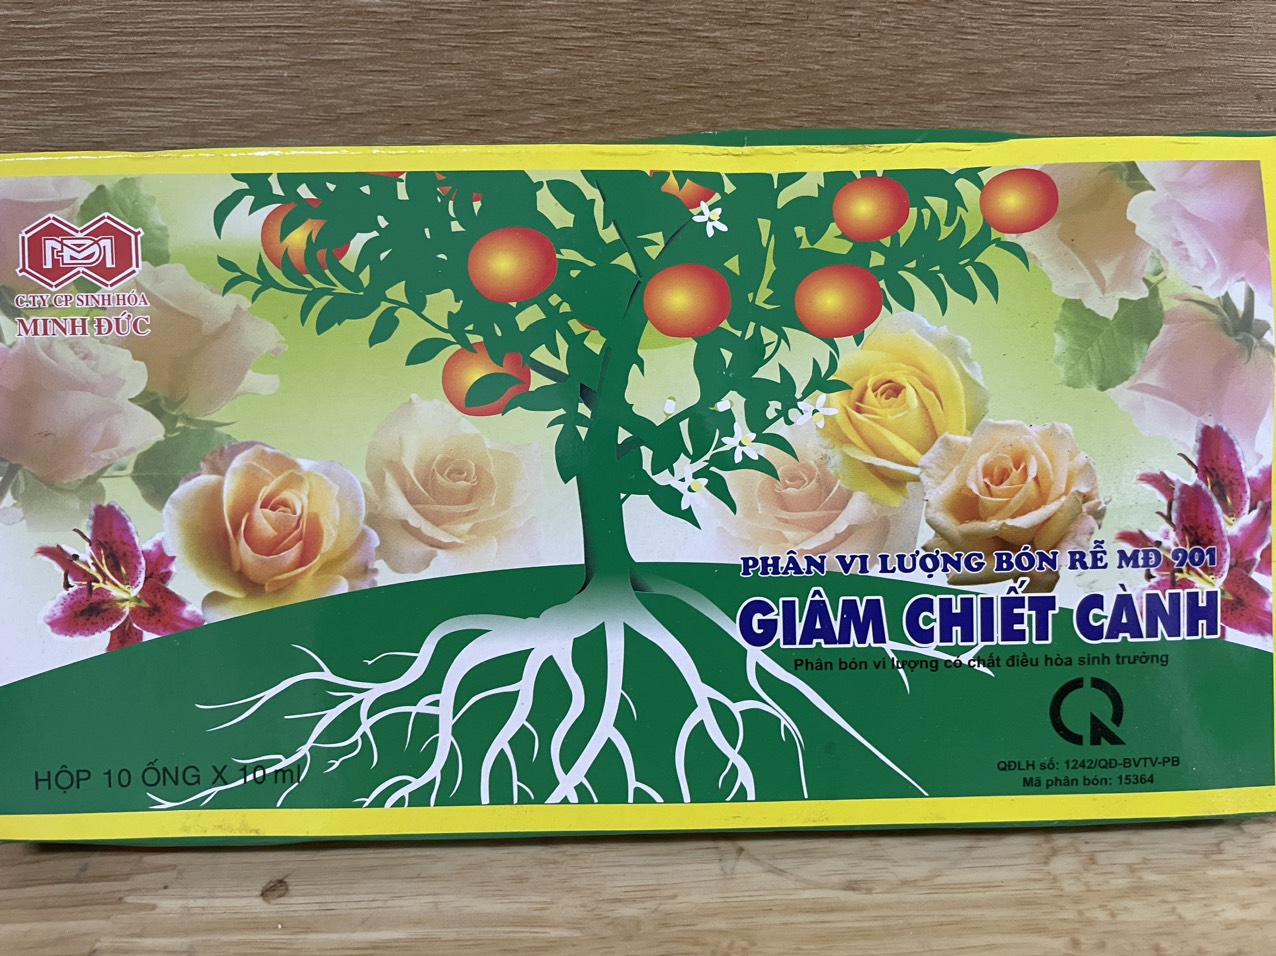 MĐ
C.TY CP SINH HÓA
MINH ĐỨC
PHÂN VI LƯỢNG BÓN RỄ MĐ 901
GIÂM CHIẾT CÀNH
Phân bón vi lượng có chất điều hòa sinh trưởng
HỘP 10 ỐNG X 10 ml
QĐLH số: 1242/QĐ-BVTV-PB
Mã phân bón: 15364